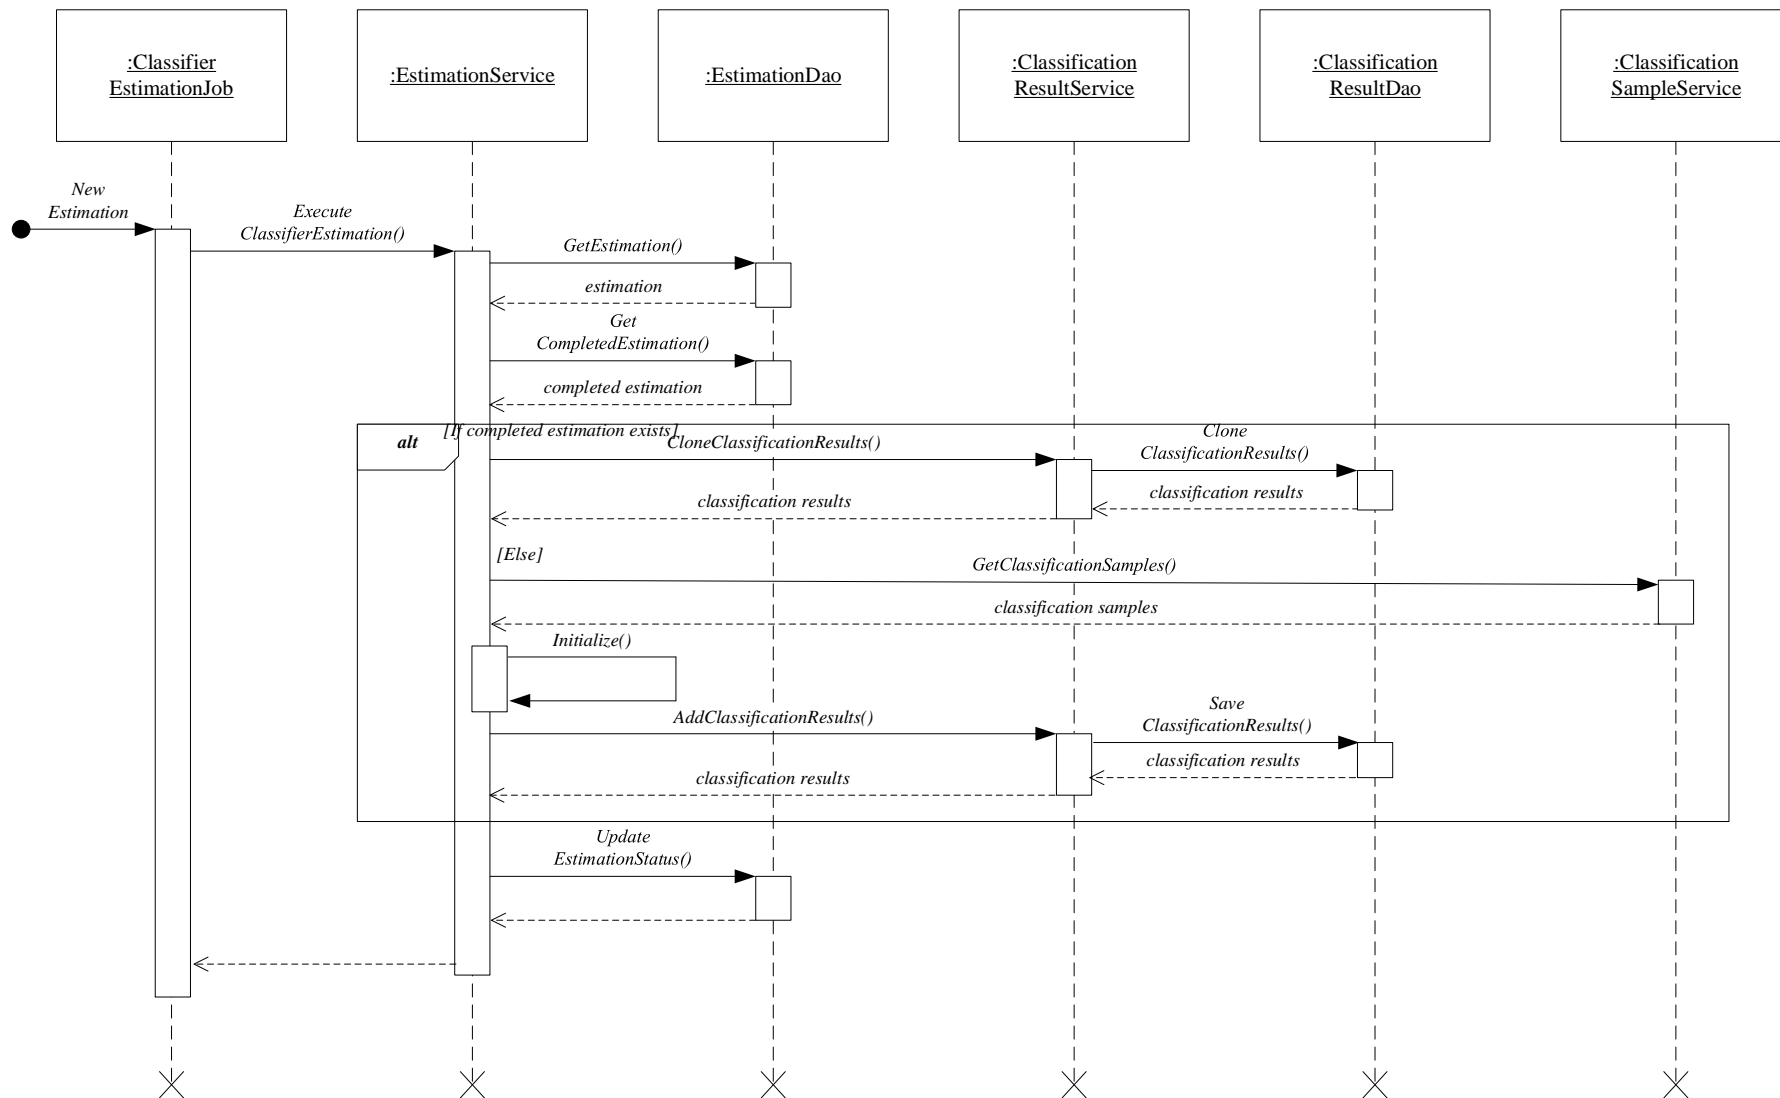 :Classifier
EstimationJob
:EstimationService
:EstimationDao
:Classification
ResultService
:Classification
ResultDao
:Classification
SampleService
New
Estimation
Execute
ClassifierEstimation()
GetEstimation()
estimation
Get
CompletedEstimation()
completed estimation
alt
[If completed estimation exists]
CloneClassificationResults()
Clone
ClassificationResults()
classification results
classification results
[Else]
GetClassificationSamples()
classification samples
Initialize()
AddClassificationResults()
Save
ClassificationResults()
classification results
classification results
Update
EstimationStatus()